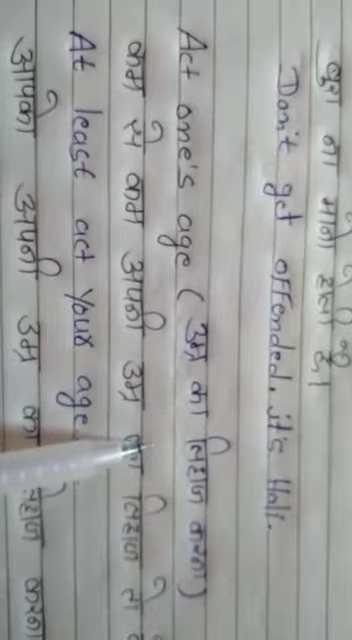 बुरा ना मानो होली है।
Don't get offended, it's Holi.
Act one's age (उम्र का लिहाज करना)
कम से कम अपनी उम्र का लिहाज तो
At least act your age.
आपको अपनी उम्र का लिहाज करना